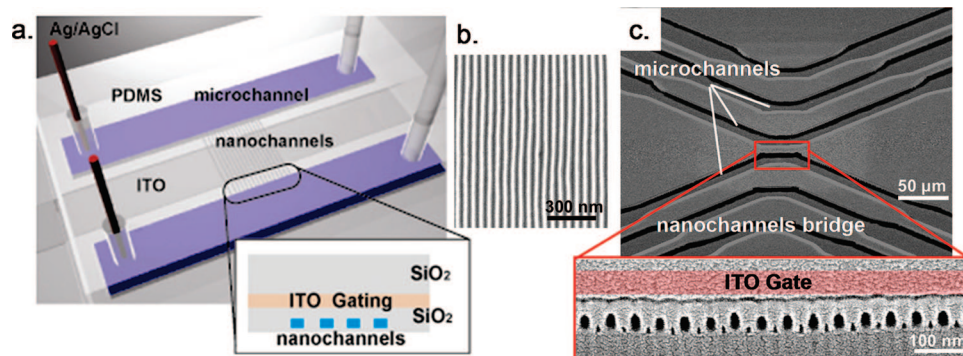 a.
Ag/AgCl
PDMS
microchannel
nanochannels
ITO
SiO₂
ITO Gating
SiO₂
nanochannels
b.
300 nm
c.
microchannels
50 µm
nanochannels bridge
ITO Gate
100 nm